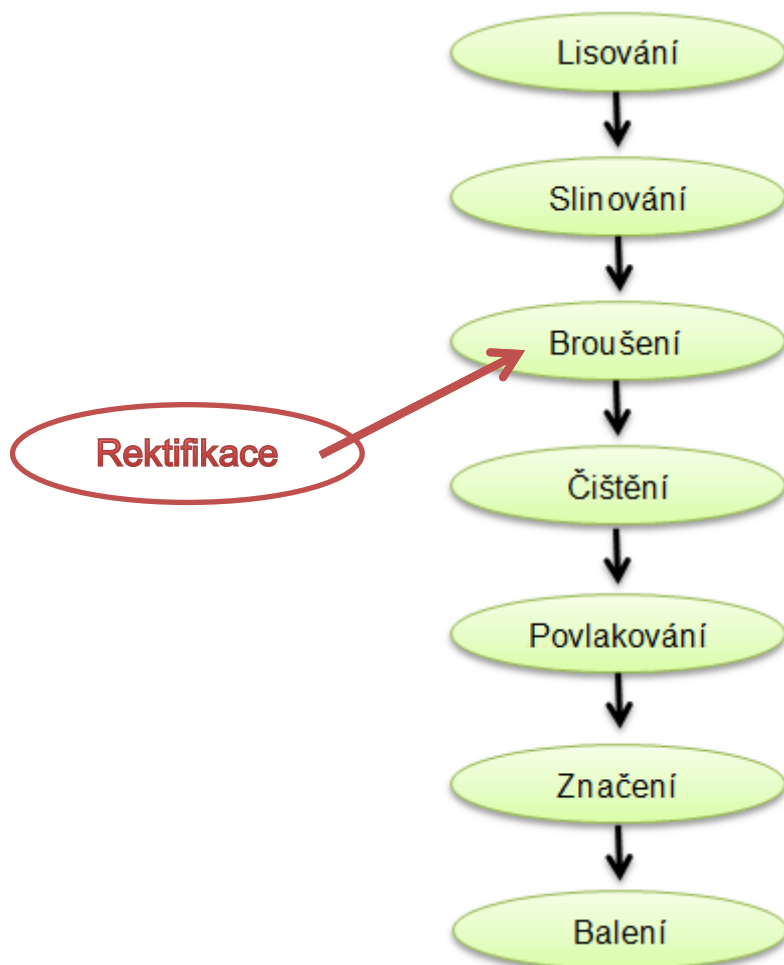 Lisování
Slinování
Broušení
Rektifikace
Čištění
Povlakování
Značení
Balení